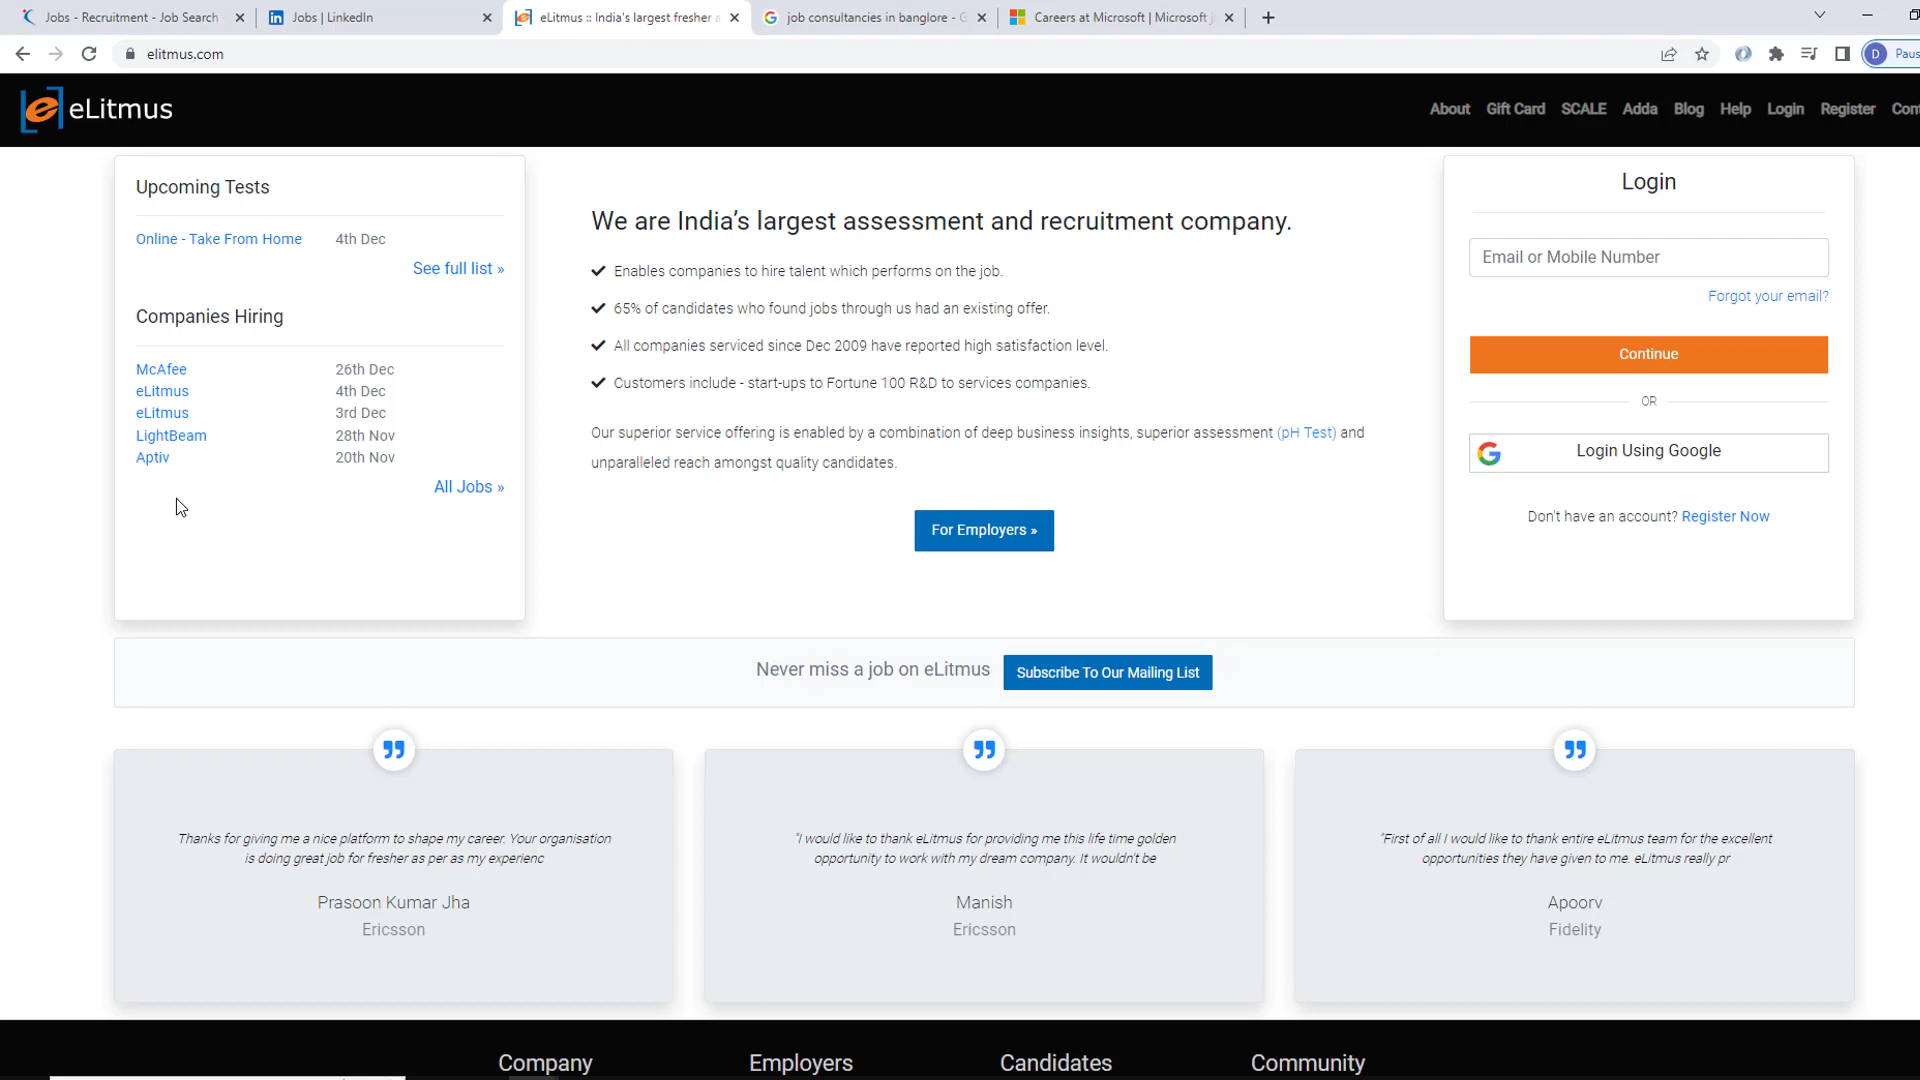 Jobs - Recruitment - Job Search
Jobs | LinkedIn
eLitmus :: India's largest fresher
job consultancies in banglore - G
Careers at Microsoft | Microsoft
elitmus.com
D
Paus
eLitmus
About Gift Card SCALE Adda Blog Help Login Register Con
Upcoming Tests
Online - Take From Home 4th Dec
See full list »
Companies Hiring
McAfee 26th Dec
eLitmus 4th Dec
eLitmus 3rd Dec
LightBeam 28th Nov
Aptiv 20th Nov
All Jobs »
We are India’s largest assessment and recruitment company.
Enables companies to hire talent which performs on the job.
65% of candidates who found jobs through us had an existing offer.
All companies serviced since Dec 2009 have reported high satisfaction level.
Customers include - start-ups to Fortune 100 R&D to services companies.
Our superior service offering is enabled by a combination of deep business insights, superior assessment (pH Test) and
unparalleled reach amongst quality candidates.
For Employers »
Login
Email or Mobile Number
Forgot your email?
Continue
OR
Login Using Google
Don't have an account? Register Now
Never miss a job on eLitmus Subscribe To Our Mailing List
Thanks for giving me a nice platform to shape my career. Your organisation
is doing great job for fresher as per as my experienc
Prasoon Kumar Jha
Ericsson
"I would like to thank eLitmus for providing me this life time golden
opportunity to work with my dream company. It wouldn't be
Manish
Ericsson
"First of all I would like to thank entire eLitmus team for the excellent
opportunities they have given to me. eLitmus really pr
Apoorv
Fidelity
Company Employers Candidates Community